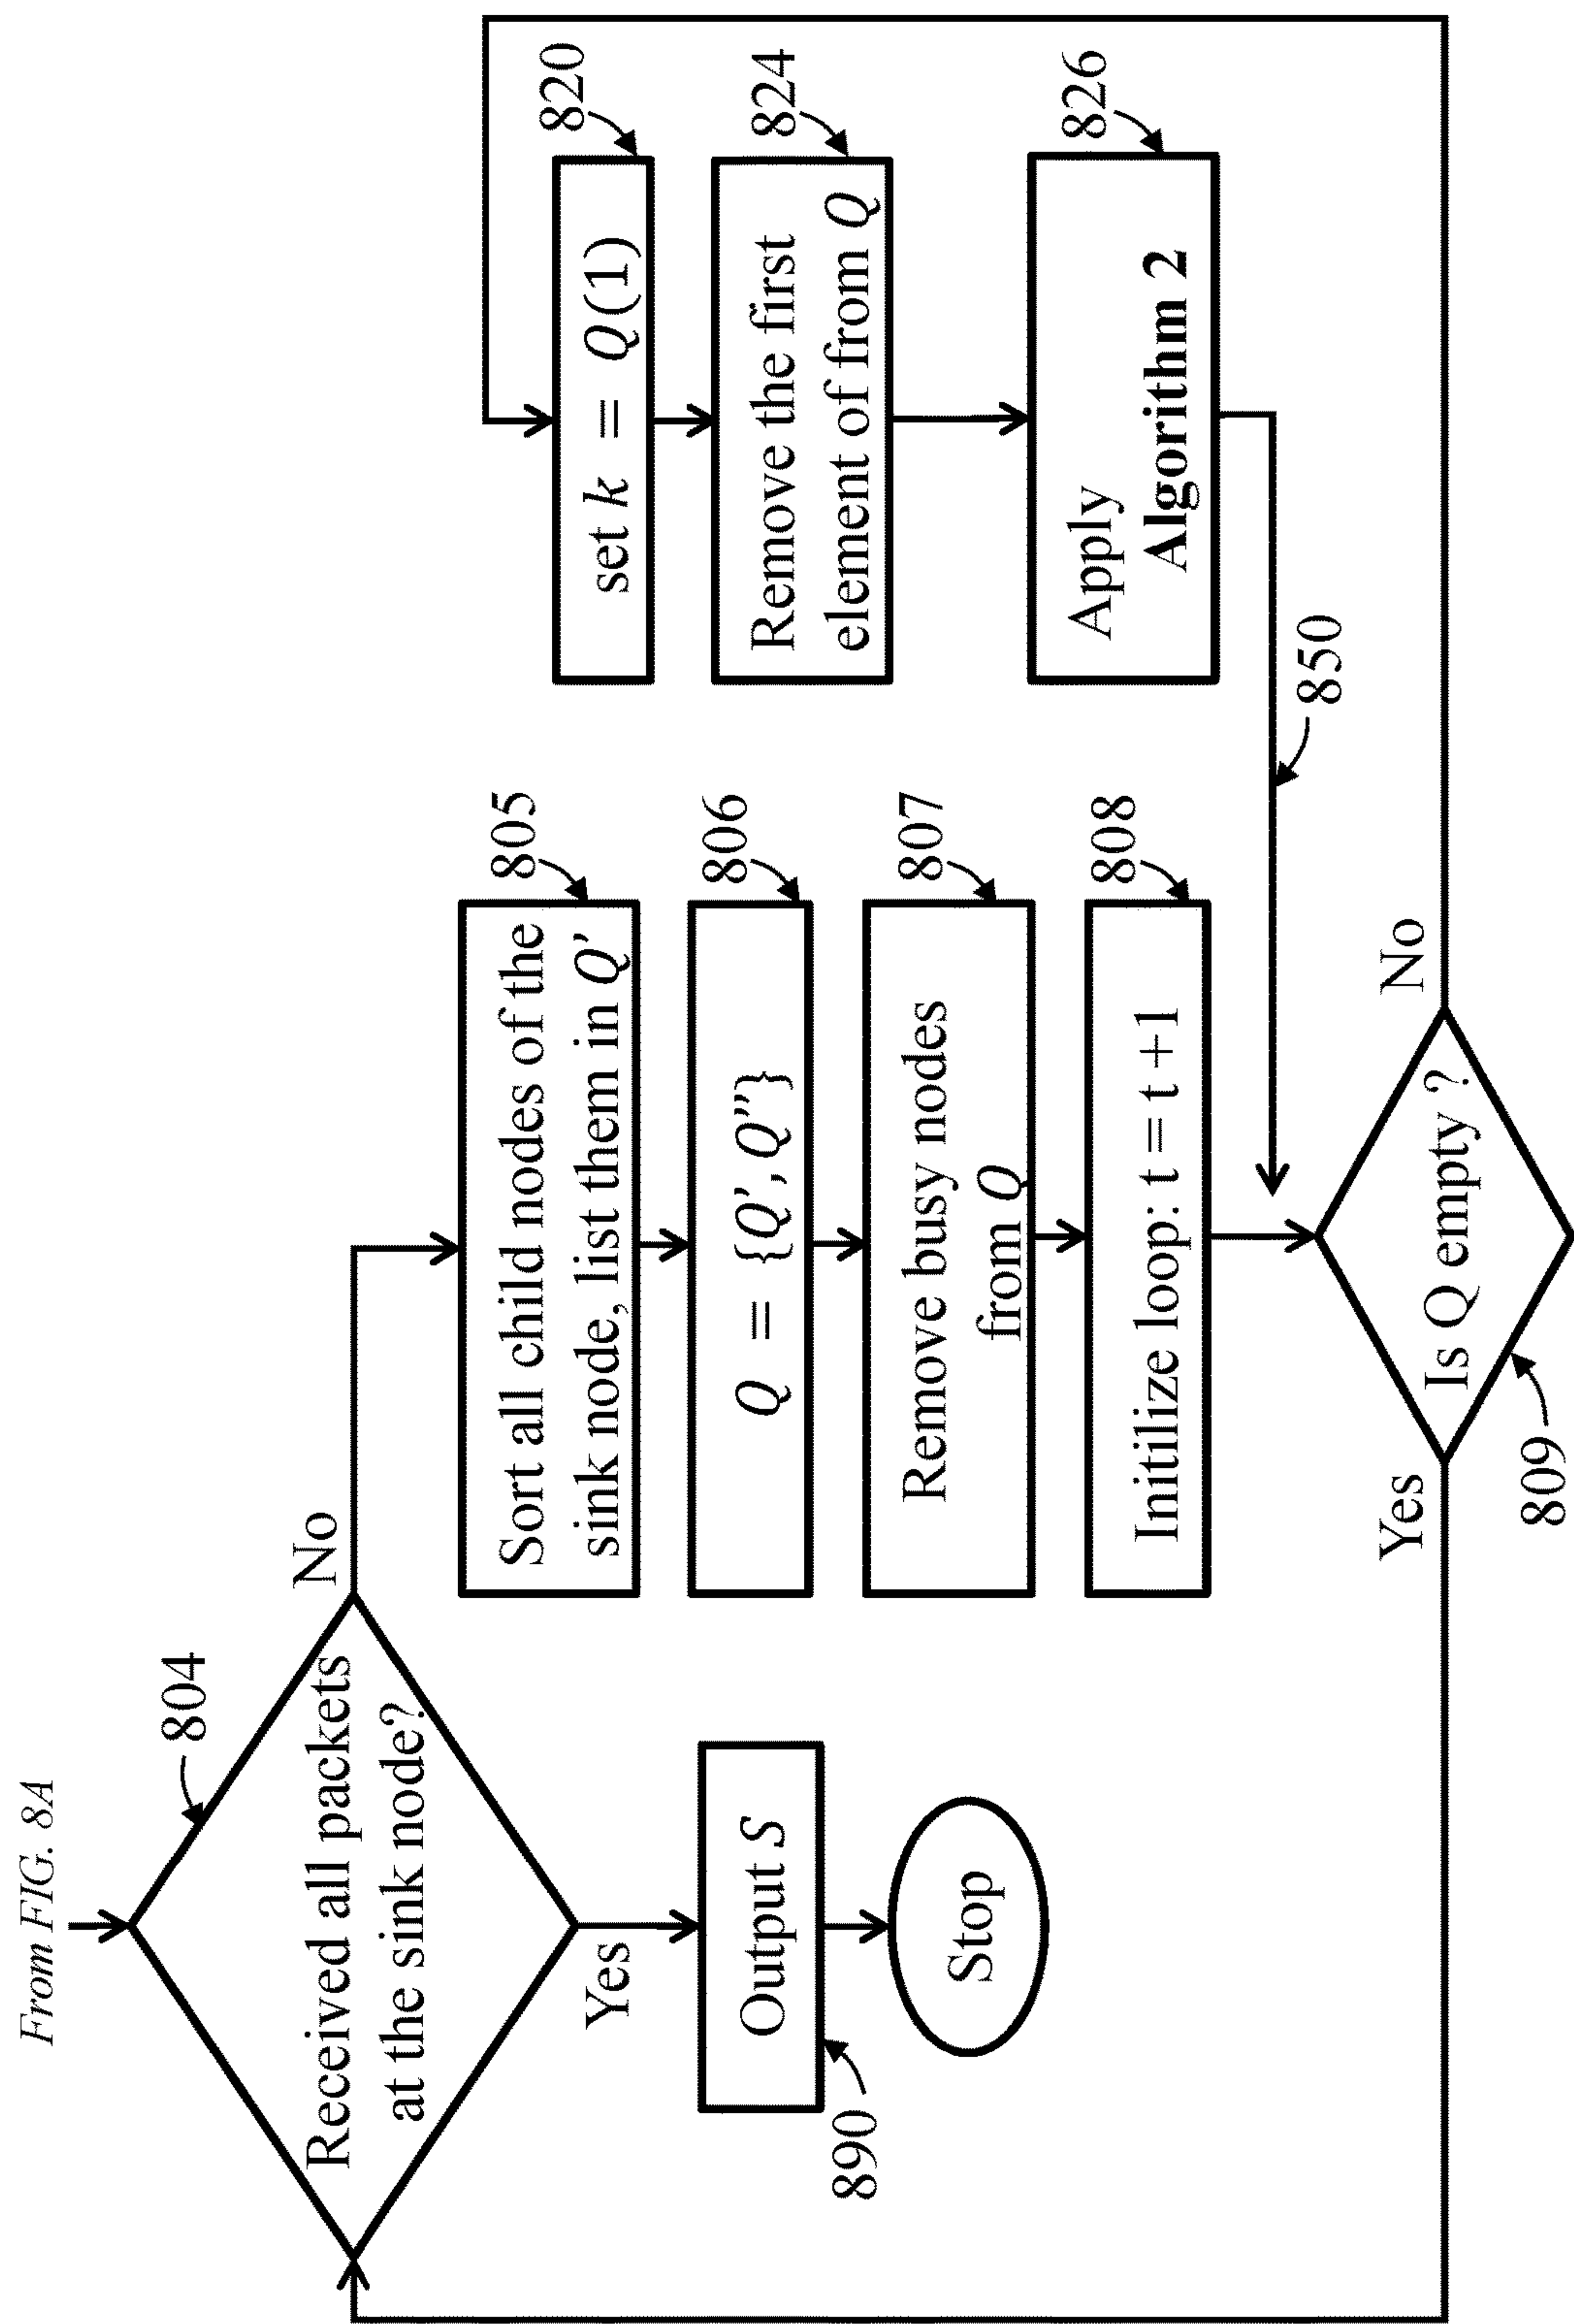 From FIG. 8A
804
Received all packets
at the sink node?
No
Yes
805
Sort all child nodes of the
sink node, list them in Q'
806
Q = {Q', Q''}
807
Remove busy nodes
from Q
808
Initilize loop: t = t +1
809
Is Q empty ?
Yes
No
820
set k = Q(1)
824
Remove the first
element of from Q
826
Apply
Algorithm 2
850
Output S
890
Stop